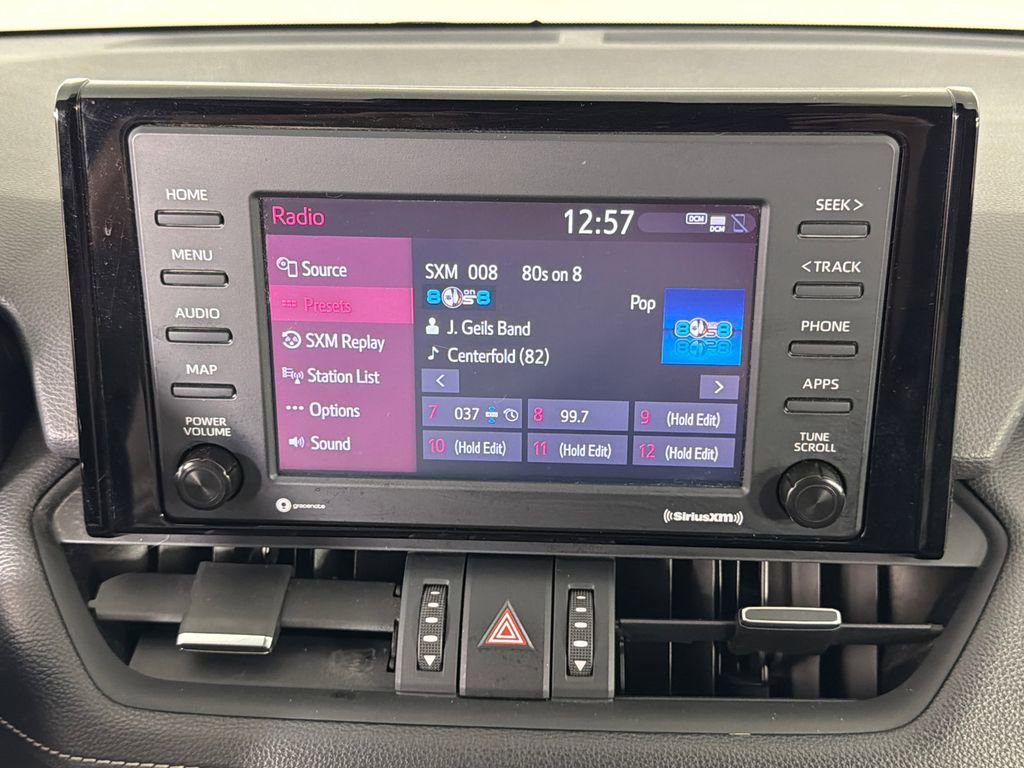 HOME
MENU
AUDIO
MAP
POWER
VOLUME
Radio
12:57
DCM
DCM
Source
Presets
SXM Replay
Station List
Options
Sound
SXM 008 80s on 8
8on8
Pop
J. Geils Band
Centerfold (82)
<
>
7 037
8 99.7
9 (Hold Edit)
10 (Hold Edit)
11 (Hold Edit)
12 (Hold Edit)
SEEK >
< TRACK
PHONE
APPS
TUNE
SCROLL
gracenote
((SiriusXM))